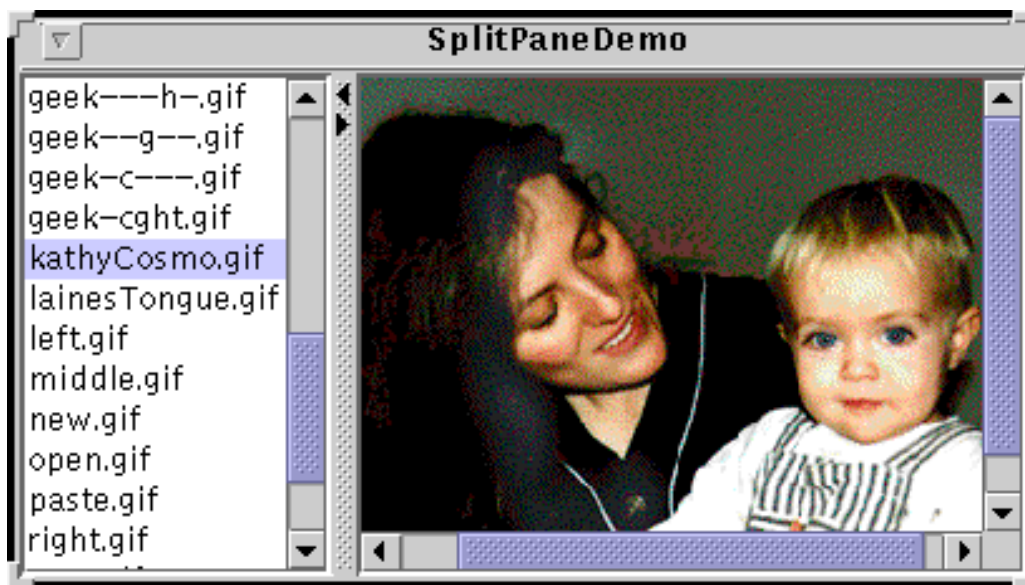 SplitPaneDemo
geek---h-.gif
geek--g--.gif
geek-c---.gif
geek-cght.gif
kathyCosmo.gif
lainesTongue.gif
left.gif
middle.gif
new.gif
open.gif
paste.gif
right.gif